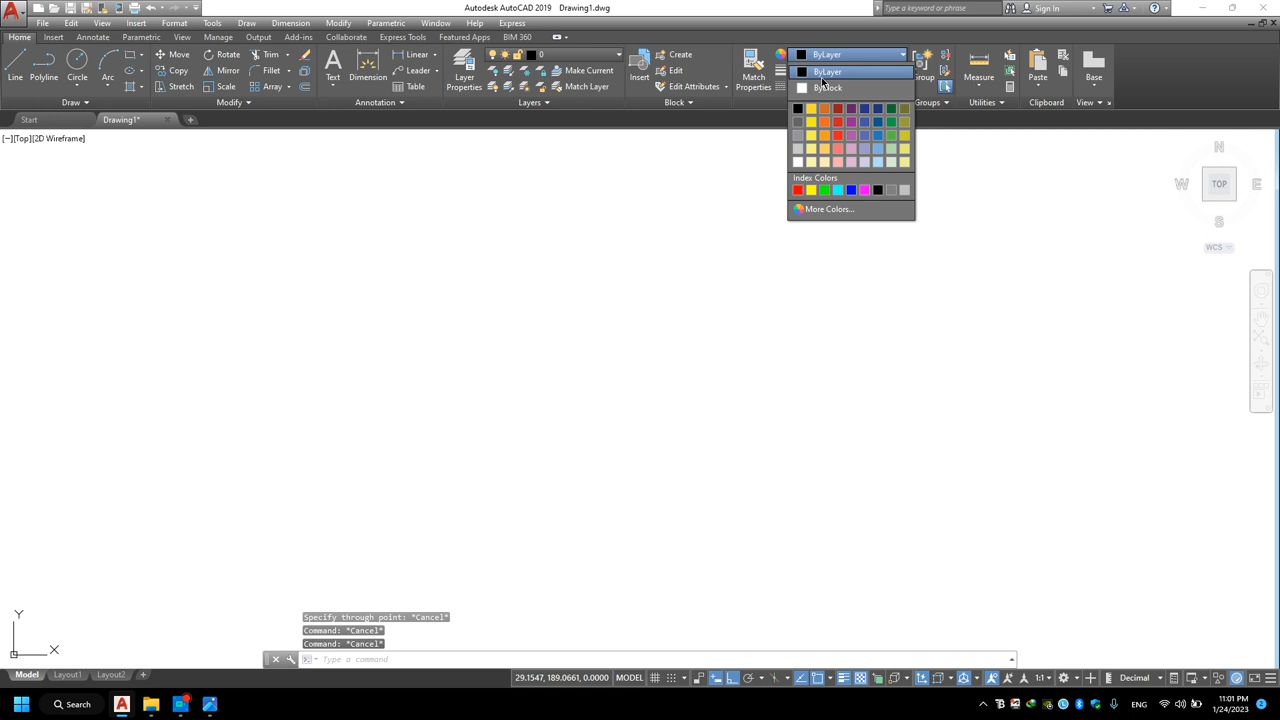 Autodesk AutoCAD 2019 Drawing1.dwg
Type a keyword or phrase
Sign In
File Edit View Insert Format Tools Draw Dimension Modify Parametric Window Help Express
Home Insert Annotate Parametric View Manage Output Add-ins Collaborate Express Tools Featured Apps BIM 360
Line Polyline Circle Arc
Move Rotate Trim
Copy Mirror Fillet
Stretch Scale Array
Text Dimension
Linear
Leader
Table
Layer Properties
0
Make Current
Match Layer
Insert
Create
Edit
Edit Attributes
Match Properties
ByLayer
Group
Measure
Paste
Base
Draw Modify Annotation Layers Block Groups Utilities Clipboard View
ByLayer
Index Colors
More Colors...
Start Drawing1*
[−][Top][2D Wireframe]
N
W TOP E
S
WCS
Y
X
Specify through point: *Cancel*
Command: *Cancel*
Command: *Cancel*
Type a command
Model Layout1 Layout2
29.1547, 189.0661, 0.0000 MODEL 1:1 Decimal
Search
11:01 PM
1/24/2023